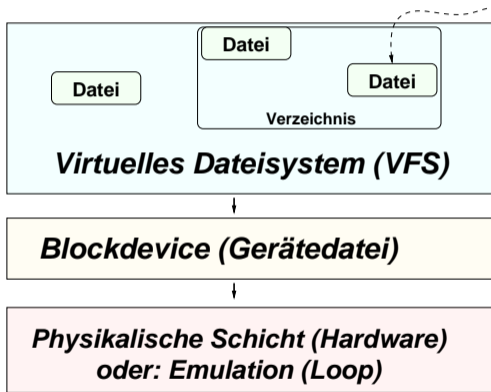 Datei
Datei
Datei
Verzeichnis
Virtuelles Dateisystem (VFS)
Blockdevice (Gerätedatei)
Physikalische Schicht (Hardware)
oder: Emulation (Loop)